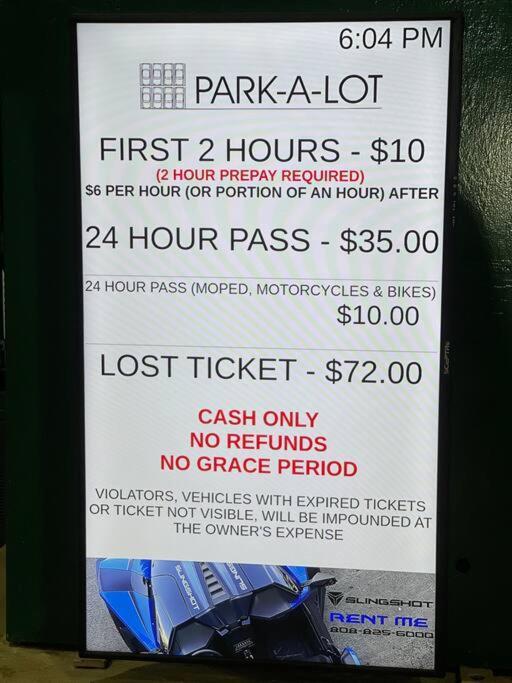 6:04 PM
PARK-A-LOT
FIRST 2 HOURS - $10
(2 HOUR PREPAY REQUIRED)
$6 PER HOUR (OR PORTION OF AN HOUR) AFTER
24 HOUR PASS - $35.00
24 HOUR PASS (MOPED, MOTORCYCLES & BIKES)
$10.00
LOST TICKET - $72.00
CASH ONLY
NO REFUNDS
NO GRACE PERIOD
VIOLATORS, VEHICLES WITH EXPIRED TICKETS
OR TICKET NOT VISIBLE, WILL BE IMPOUNDED AT
THE OWNER'S EXPENSE
SLINGSHOT
SLINGSHOT
RENT ME
808-825-6000